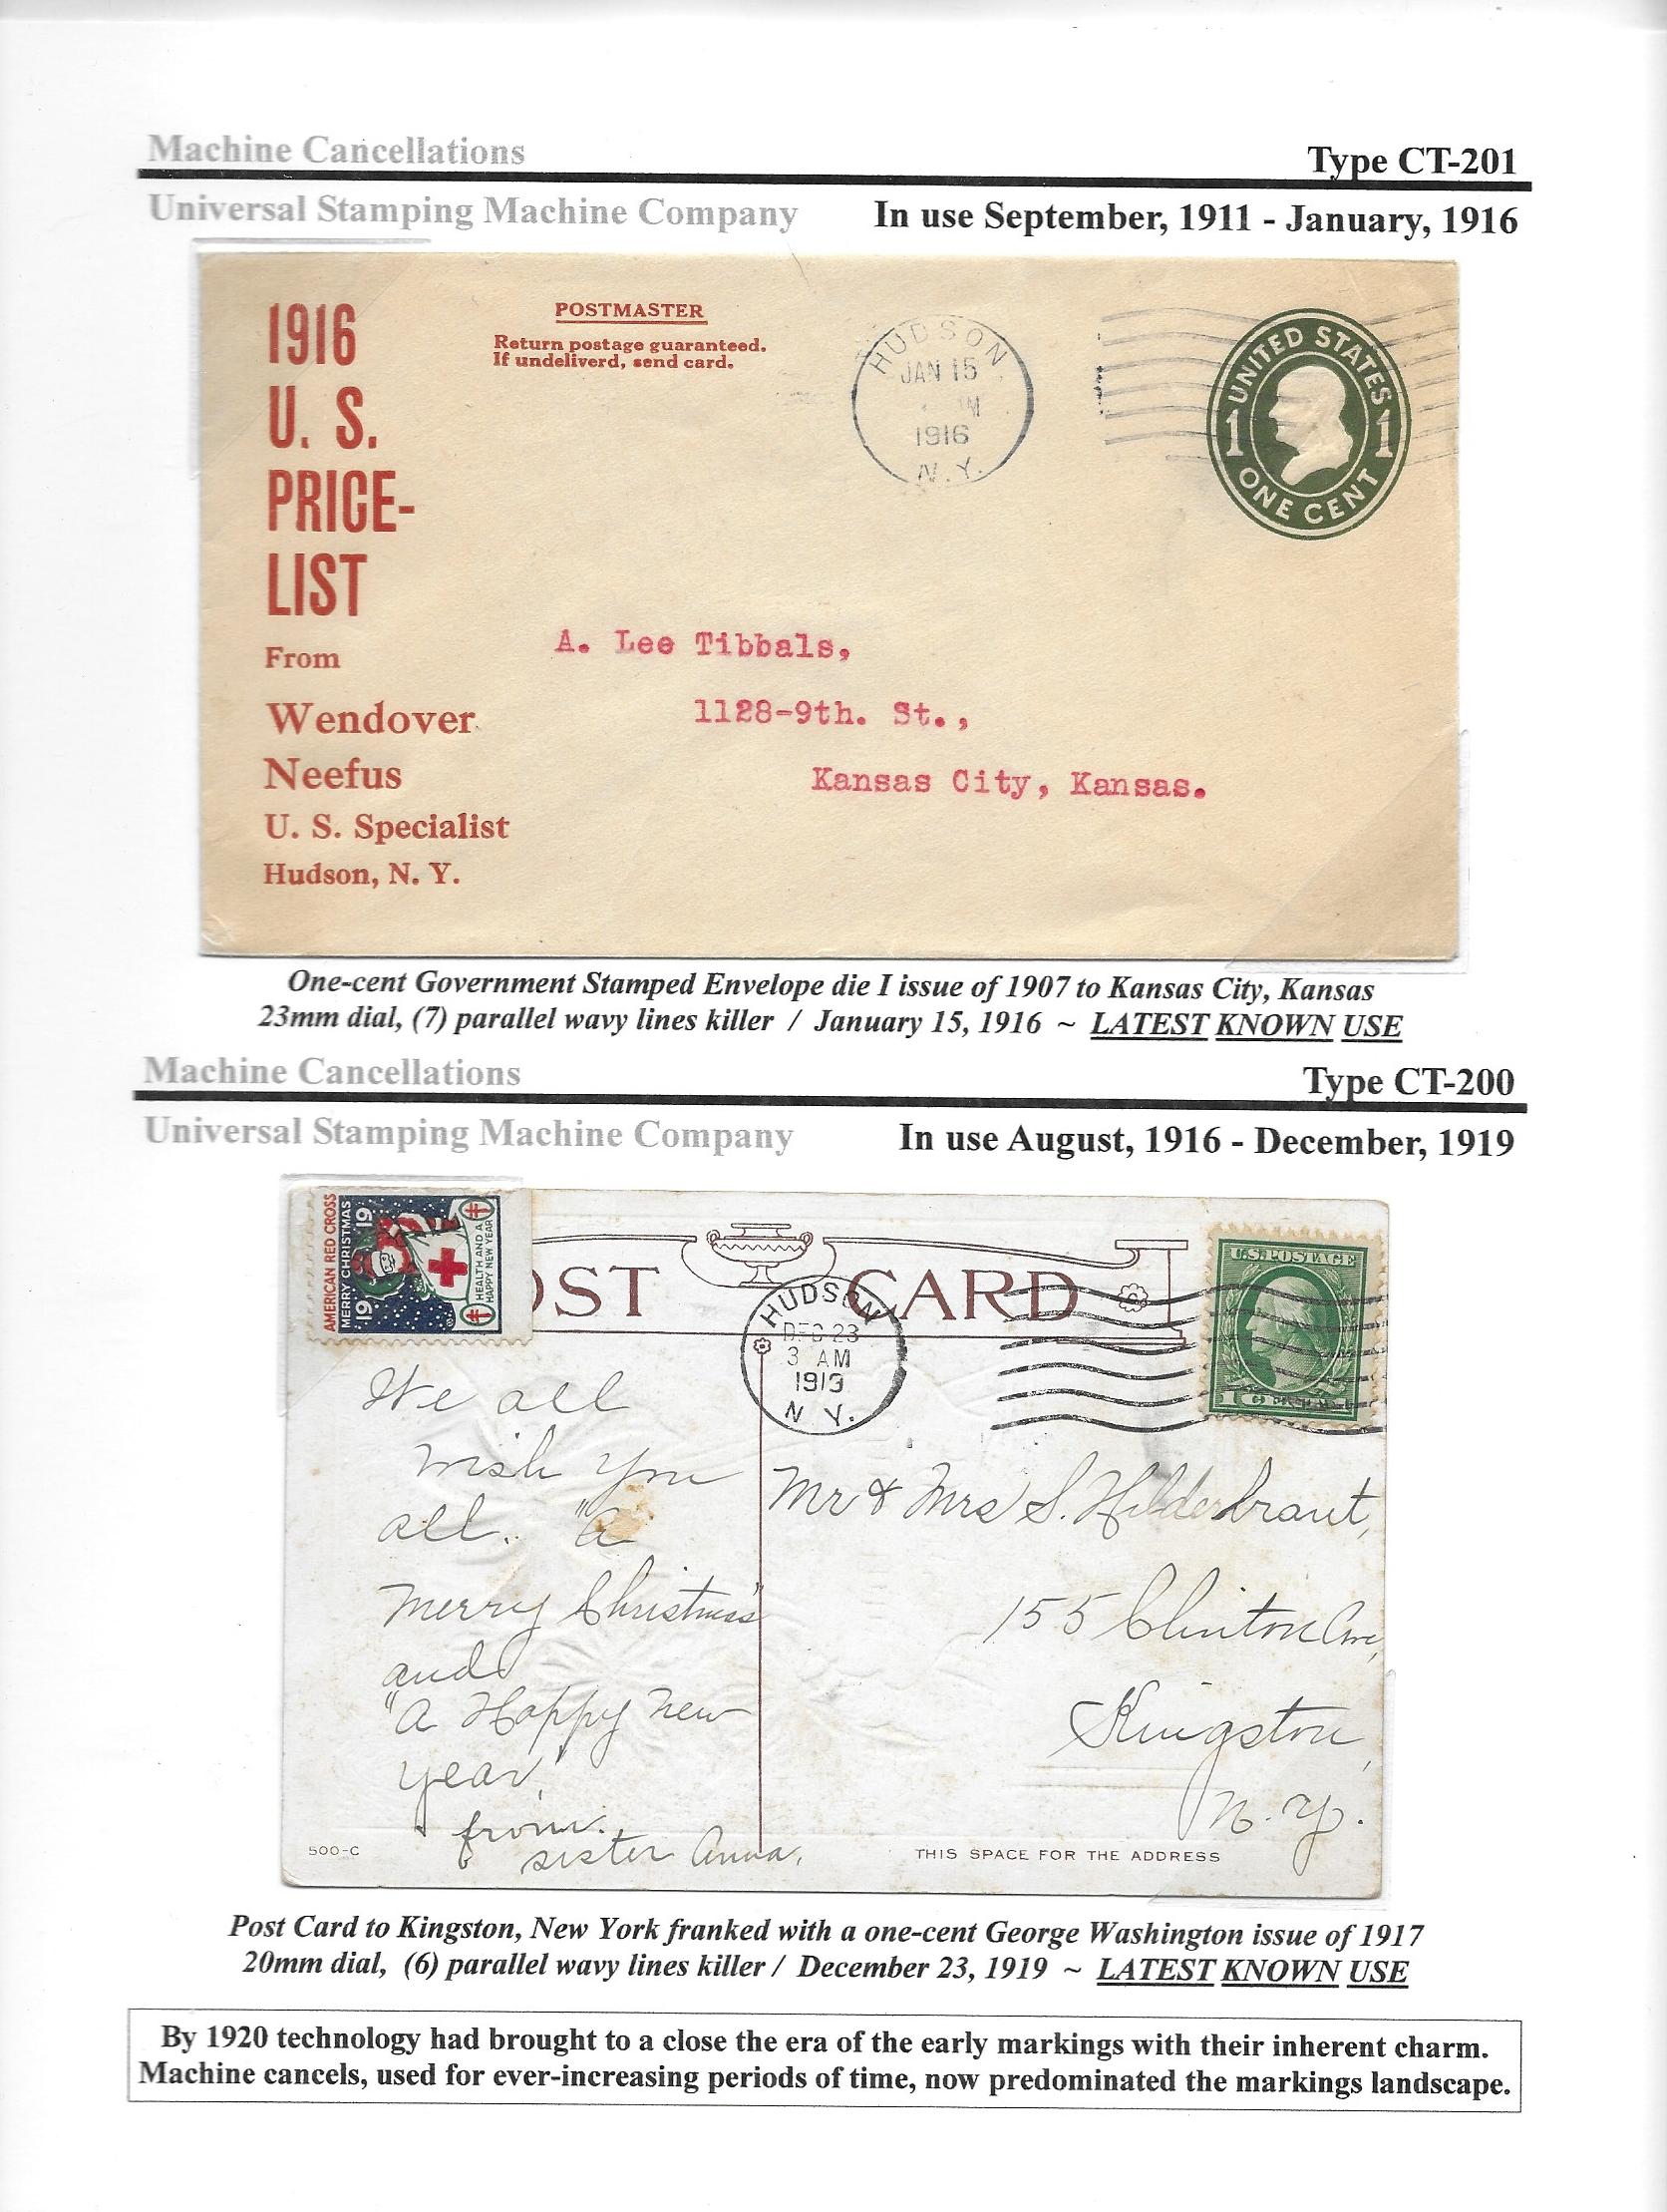 Machine Cancellations
Type CT-201
Universal Stamping Machine Company
In use September, 1911 - January, 1916
1916
U. S.
PRICE-
LIST
From
Wendover
Neefus
U. S. Specialist
Hudson, N. Y.
POSTMASTER
Return postage guaranteed.
If undeliverd, send card.
HUDSON
JAN 15
M
1916
N.Y.
UNITED STATES
1 1
ONE CENT
A. Lee Tibbals,
1128-9th. St.,
Kansas City, Kansas.
One-cent Government Stamped Envelope die I issue of 1907 to Kansas City, Kansas
23mm dial, (7) parallel wavy lines killer / January 15, 1916 ~ LATEST KNOWN USE
Machine Cancellations
Type CT-200
Universal Stamping Machine Company
In use August, 1916 - December, 1919
AMERICAN RED CROSS
MERRY CHRISTMAS
19 19
HEALTH AND A
HAPPY NEW YEAR
OST CARD
HUDSON
DEC 23
3 AM
1919
N Y.
U.S. POSTAGE
We all
wish you
all. "a
Merry Christmas"
and
"A Happy New
Year,"
from.
sister Anna,
Mr & Mrs S. Hilderbrant,
155 Clinton Ave,
Kingston,
N. Y.
500-C
THIS SPACE FOR THE ADDRESS
Post Card to Kingston, New York franked with a one-cent George Washington issue of 1917
20mm dial, (6) parallel wavy lines killer / December 23, 1919 ~ LATEST KNOWN USE
By 1920 technology had brought to a close the era of the early markings with their inherent charm.
Machine cancels, used for ever-increasing periods of time, now predominated the markings landscape.